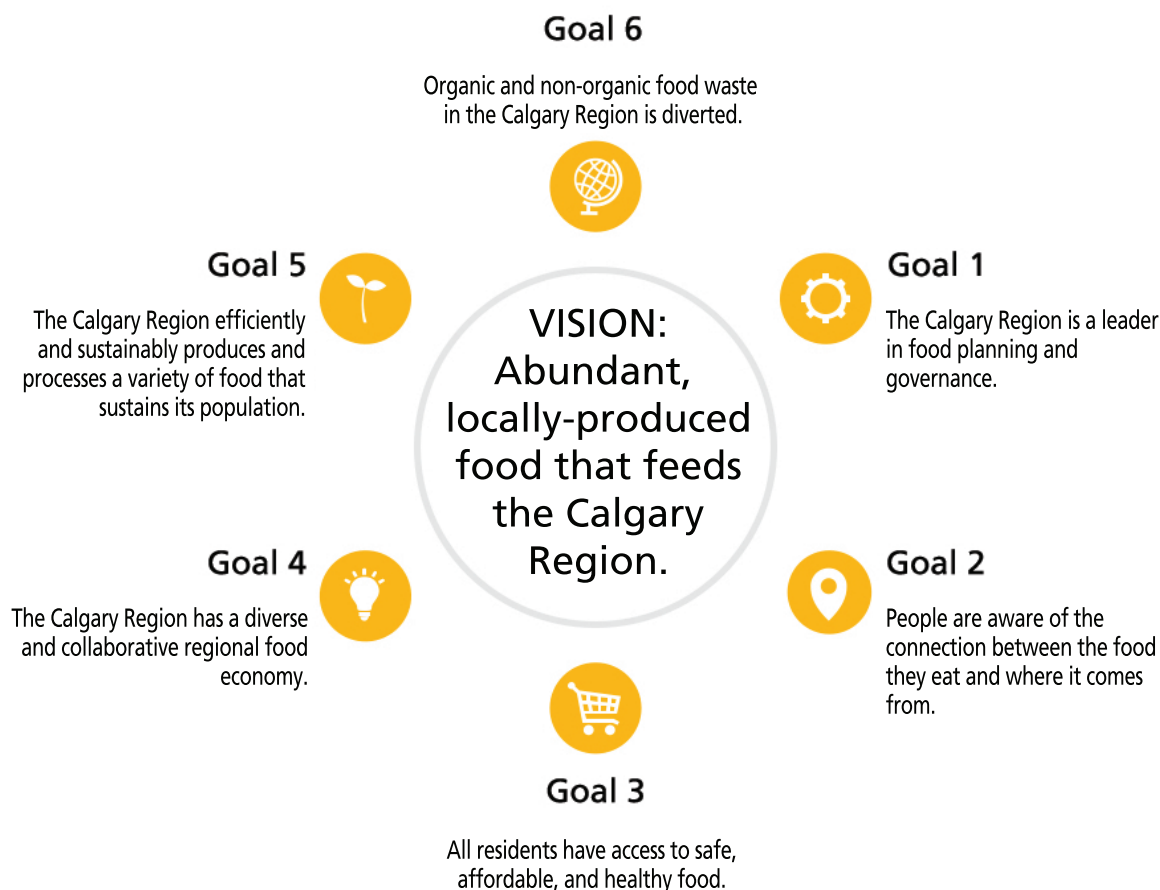 Goal 6
Organic and non-organic food waste
in the Calgary Region is diverted.
Goal 5
The Calgary Region efficiently
and sustainably produces and
processes a variety of food that
sustains its population.
Goal 1
The Calgary Region is a leader
in food planning and
governance.
VISION:
Abundant,
locally-produced
food that feeds
the Calgary
Region.
Goal 4
The Calgary Region has a diverse
and collaborative regional food
economy.
Goal 2
People are aware of the
connection between the food
they eat and where it comes
from.
Goal 3
All residents have access to safe,
affordable, and healthy food.